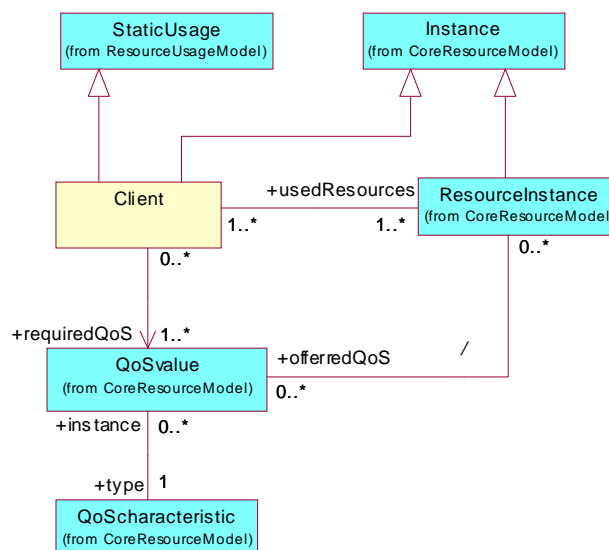 StaticUsage
(from ResourceUsageModel)
Instance
(from CoreResourceModel)
Client
+usedResources
1..*
1..*
ResourceInstance
(from CoreResourceModel)
0..*
0..*
+requiredQoS
1..*
QoSvalue
(from CoreResourceModel)
+offerredQoS
/
0..*
+instance
0..*
+type
1
QoScharacteristic
(from CoreResourceModel)